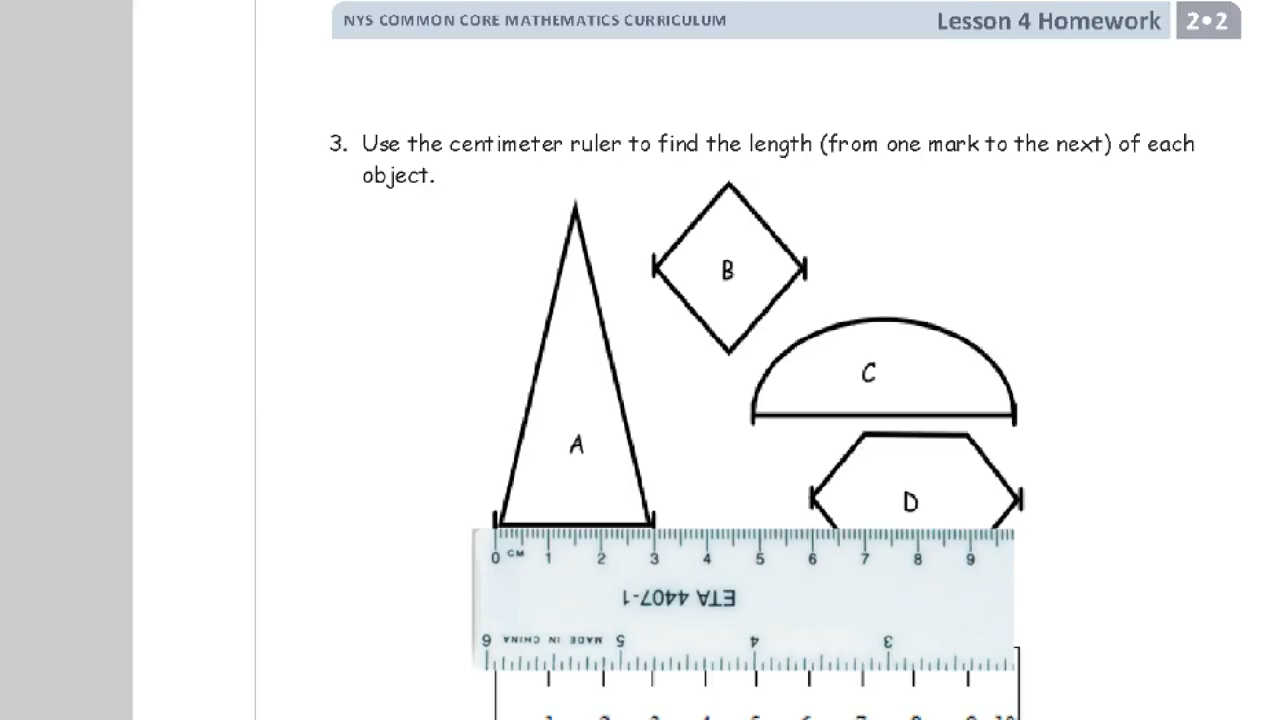 NYS COMMON CORE MATHEMATICS CURRICULUM Lesson 4 Homework 2•2
3. Use the centimeter ruler to find the length (from one mark to the next) of each
object.
B
C
A
D
0 CM 1 2 3 4 5 6 7 8 9
ETA 4407-1
6 MADE IN CHINA 5 4 3